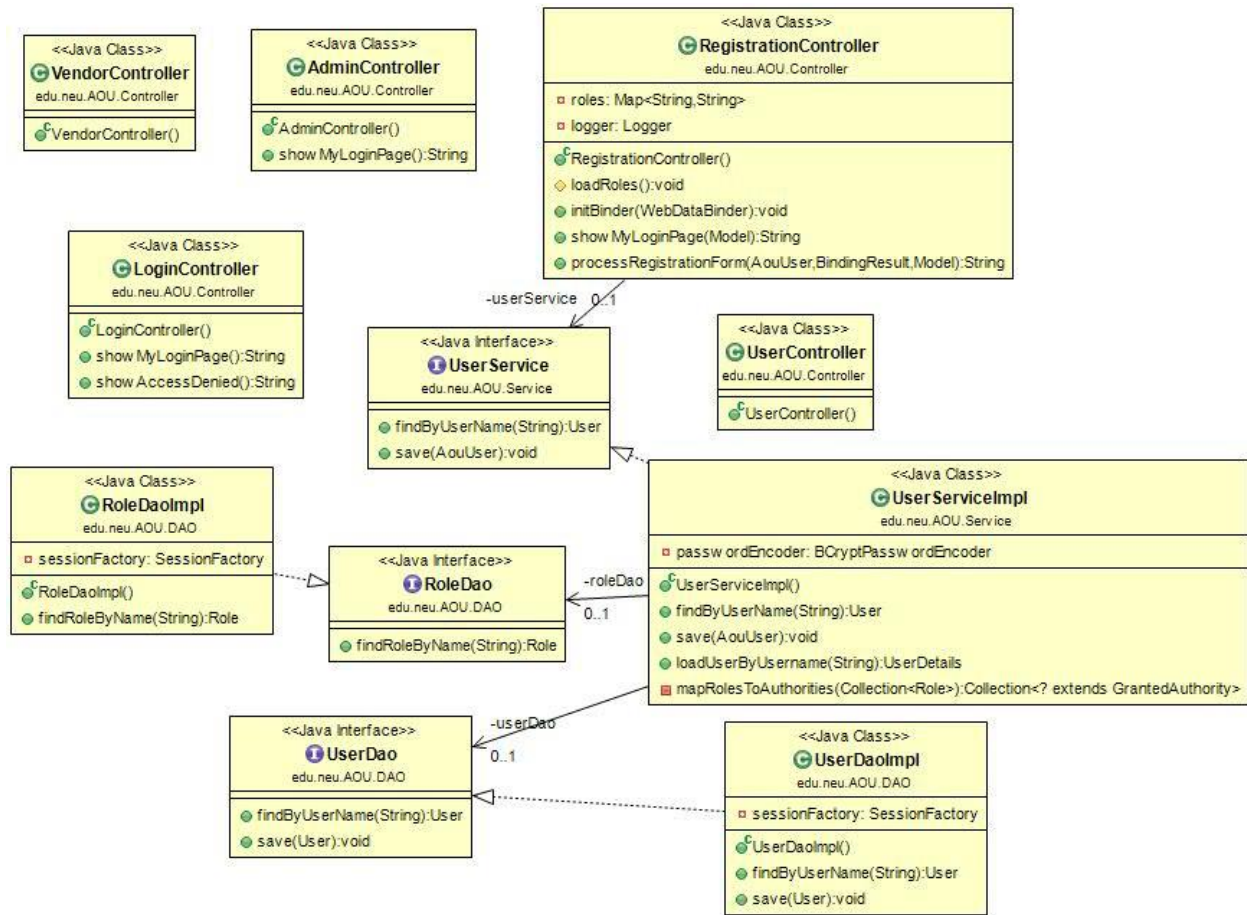 <<Java Class>>
VendorController
edu.neu.AOU.Controller
VendorController()
<<Java Class>>
AdminController
edu.neu.AOU.Controller
AdminController()
show MyLoginPage():String
<<Java Class>>
RegistrationController
edu.neu.AOU.Controller
roles: Map<String,String>
logger: Logger
RegistrationController()
loadRoles():void
initBinder(WebDataBinder):void
show MyLoginPage(Model):String
processRegistrationForm(AouUser,BindingResult,Model):String
<<Java Class>>
LoginController
edu.neu.AOU.Controller
LoginController()
show MyLoginPage():String
show AccessDenied():String
-userService 0..1
<<Java Interface>>
UserService
edu.neu.AOU.Service
findByUserName(String):User
save(AouUser):void
<<Java Class>>
UserController
edu.neu.AOU.Controller
UserController()
<<Java Class>>
RoleDaoImpl
edu.neu.AOU.DAO
sessionFactory: SessionFactory
RoleDaoImpl()
findRoleByName(String):Role
<<Java Interface>>
RoleDao
edu.neu.AOU.DAO
findRoleByName(String):Role
-roleDao
0..1
<<Java Class>>
UserServiceImpl
edu.neu.AOU.Service
passw ordEncoder: BCryptPassw ordEncoder
UserServiceImpl()
findByUserName(String):User
save(AouUser):void
loadUserByUsername(String):UserDetails
mapRolesToAuthorities(Collection<Role>):Collection<? extends GrantedAuthority>
<<Java Interface>>
UserDao
edu.neu.AOU.DAO
findByUserName(String):User
save(User):void
-userDao
0..1
<<Java Class>>
UserDaoImpl
edu.neu.AOU.DAO
sessionFactory: SessionFactory
UserDaoImpl()
findByUserName(String):User
save(User):void